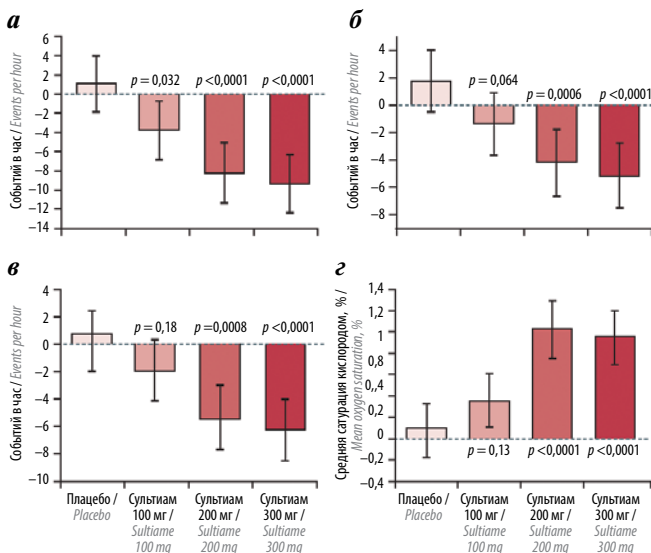 а
6
4
2
0
–2
–4
–6
–8
–10
–12
–14
Событий в час / Events per hour
p = 0,032
p <0,0001
p <0,0001
б
4
2
0
–2
–4
–6
–8
Событий в час / Events per hour
p = 0,064
p = 0,0006
p <0,0001
в
4
2
0
–2
–4
–6
–8
–10
Событий в час / Events per hour
p = 0,18
p =0,0008
p <0,0001
Плацебо /
Placebo
Сультиам
100 мг /
Sultiame
100 mg
Сультиам
200 мг /
Sultiame
200 mg
Сультиам
300 мг /
Sultiame
300 mg
г
1,4
1,2
1
0,8
0,,4
0,2
0
–0,2
–0,4
Средняя сатурация кислородом, % /
Mean oxygen saturation, %
p = 0,13
p <0,0001
p <0,0001
Плацебо /
Placebo
Сультиам
100 мг /
Sultiame
100 mg
Сультиам
200 мг /
Sultiame
200 mg
Сультиам
300 мг /
Sultiame
300 mg